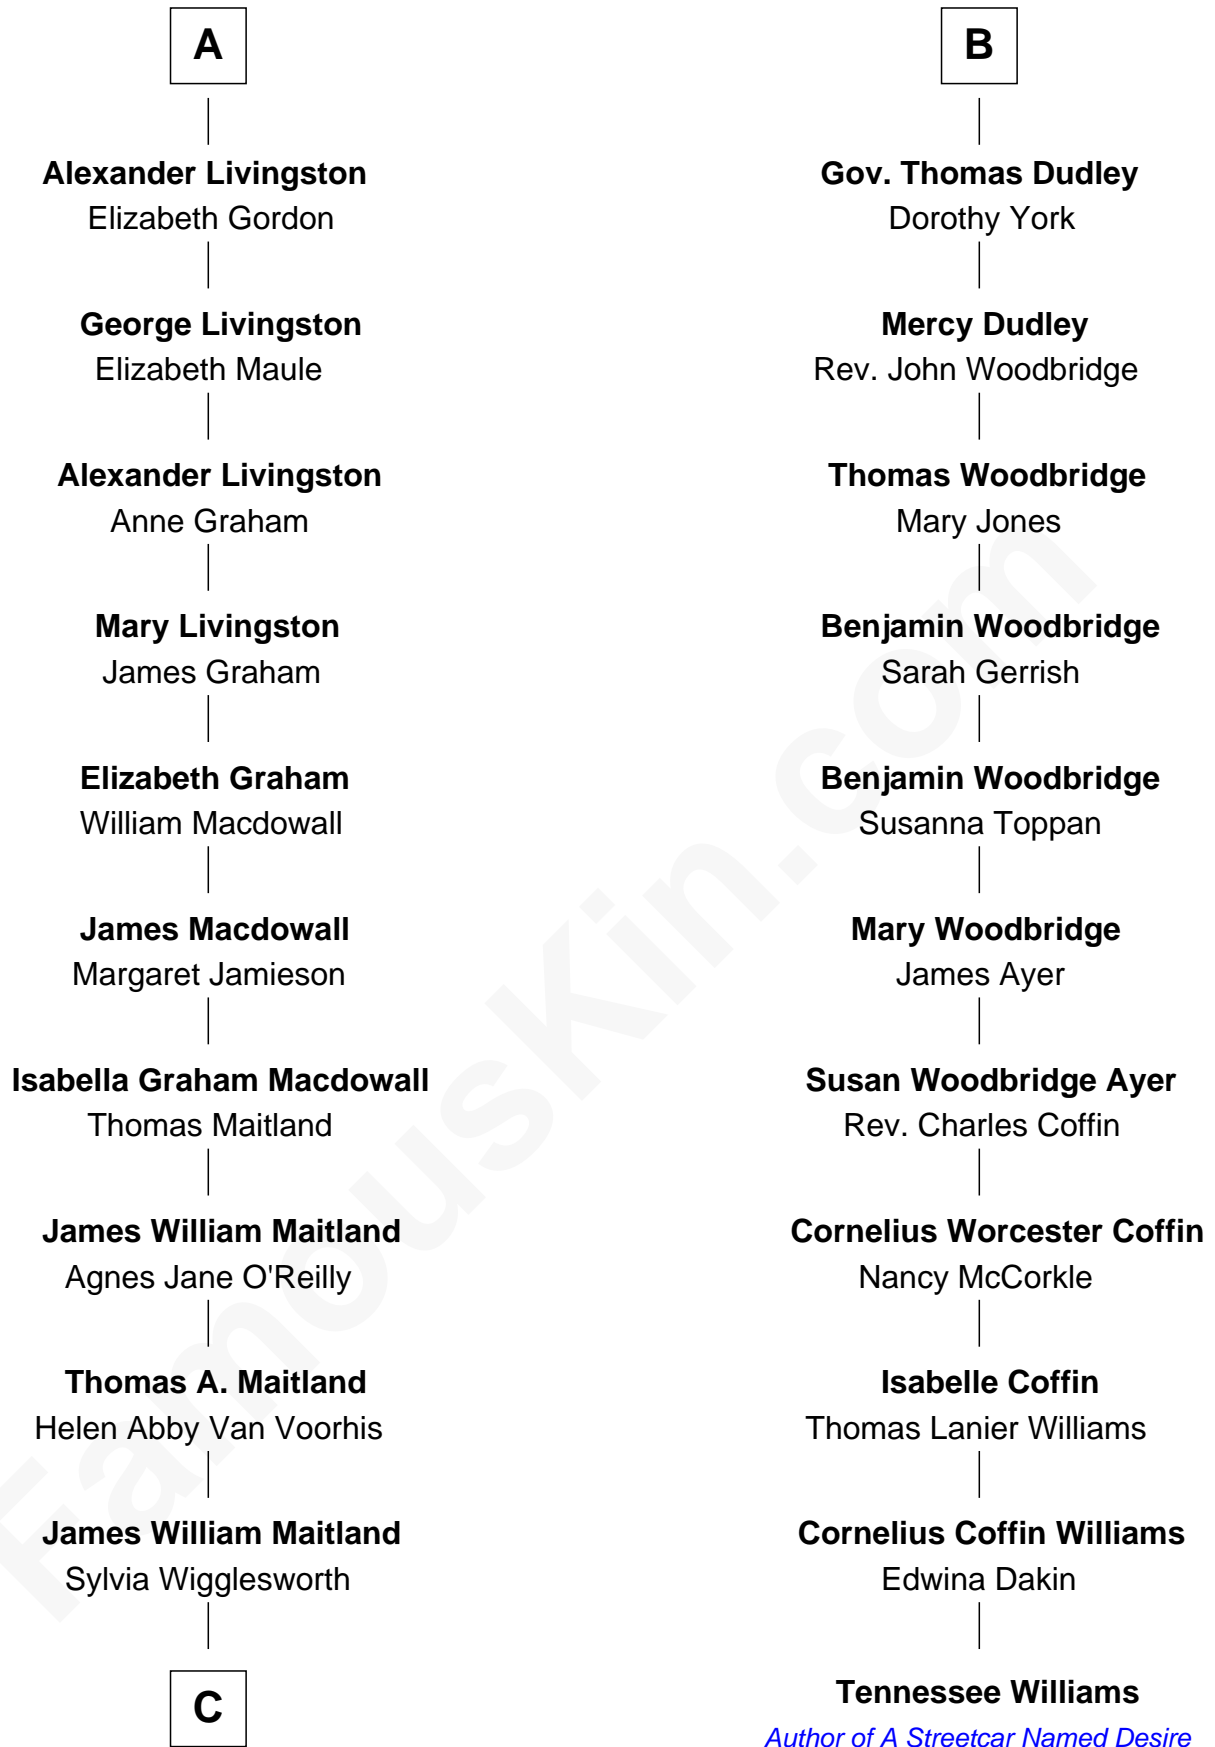 A
Alexander Livingston
Elizabeth Gordon
George Livingston
Elizabeth Maule
Alexander Livingston
Anne Graham
Mary Livingston
James Graham
Elizabeth Graham
William Macdowall
James Macdowall
Margaret Jamieson
Isabella Graham Macdowall
Thomas Maitland
James William Maitland
Agnes Jane O'Reilly
Thomas A. Maitland
Helen Abby Van Voorhis
James William Maitland
Sylvia Wigglesworth
C
B
Gov. Thomas Dudley
Dorothy York
Mercy Dudley
Rev. John Woodbridge
Thomas Woodbridge
Mary Jones
Benjamin Woodbridge
Sarah Gerrish
Benjamin Woodbridge
Susanna Toppan
Mary Woodbridge
James Ayer
Susan Woodbridge Ayer
Rev. Charles Coffin
Cornelius Worcester Coffin
Nancy McCorkle
Isabelle Coffin
Thomas Lanier Williams
Cornelius Coffin Williams
Edwina Dakin
Tennessee Williams
Author of A Streetcar Named Desire
FamousKin.com